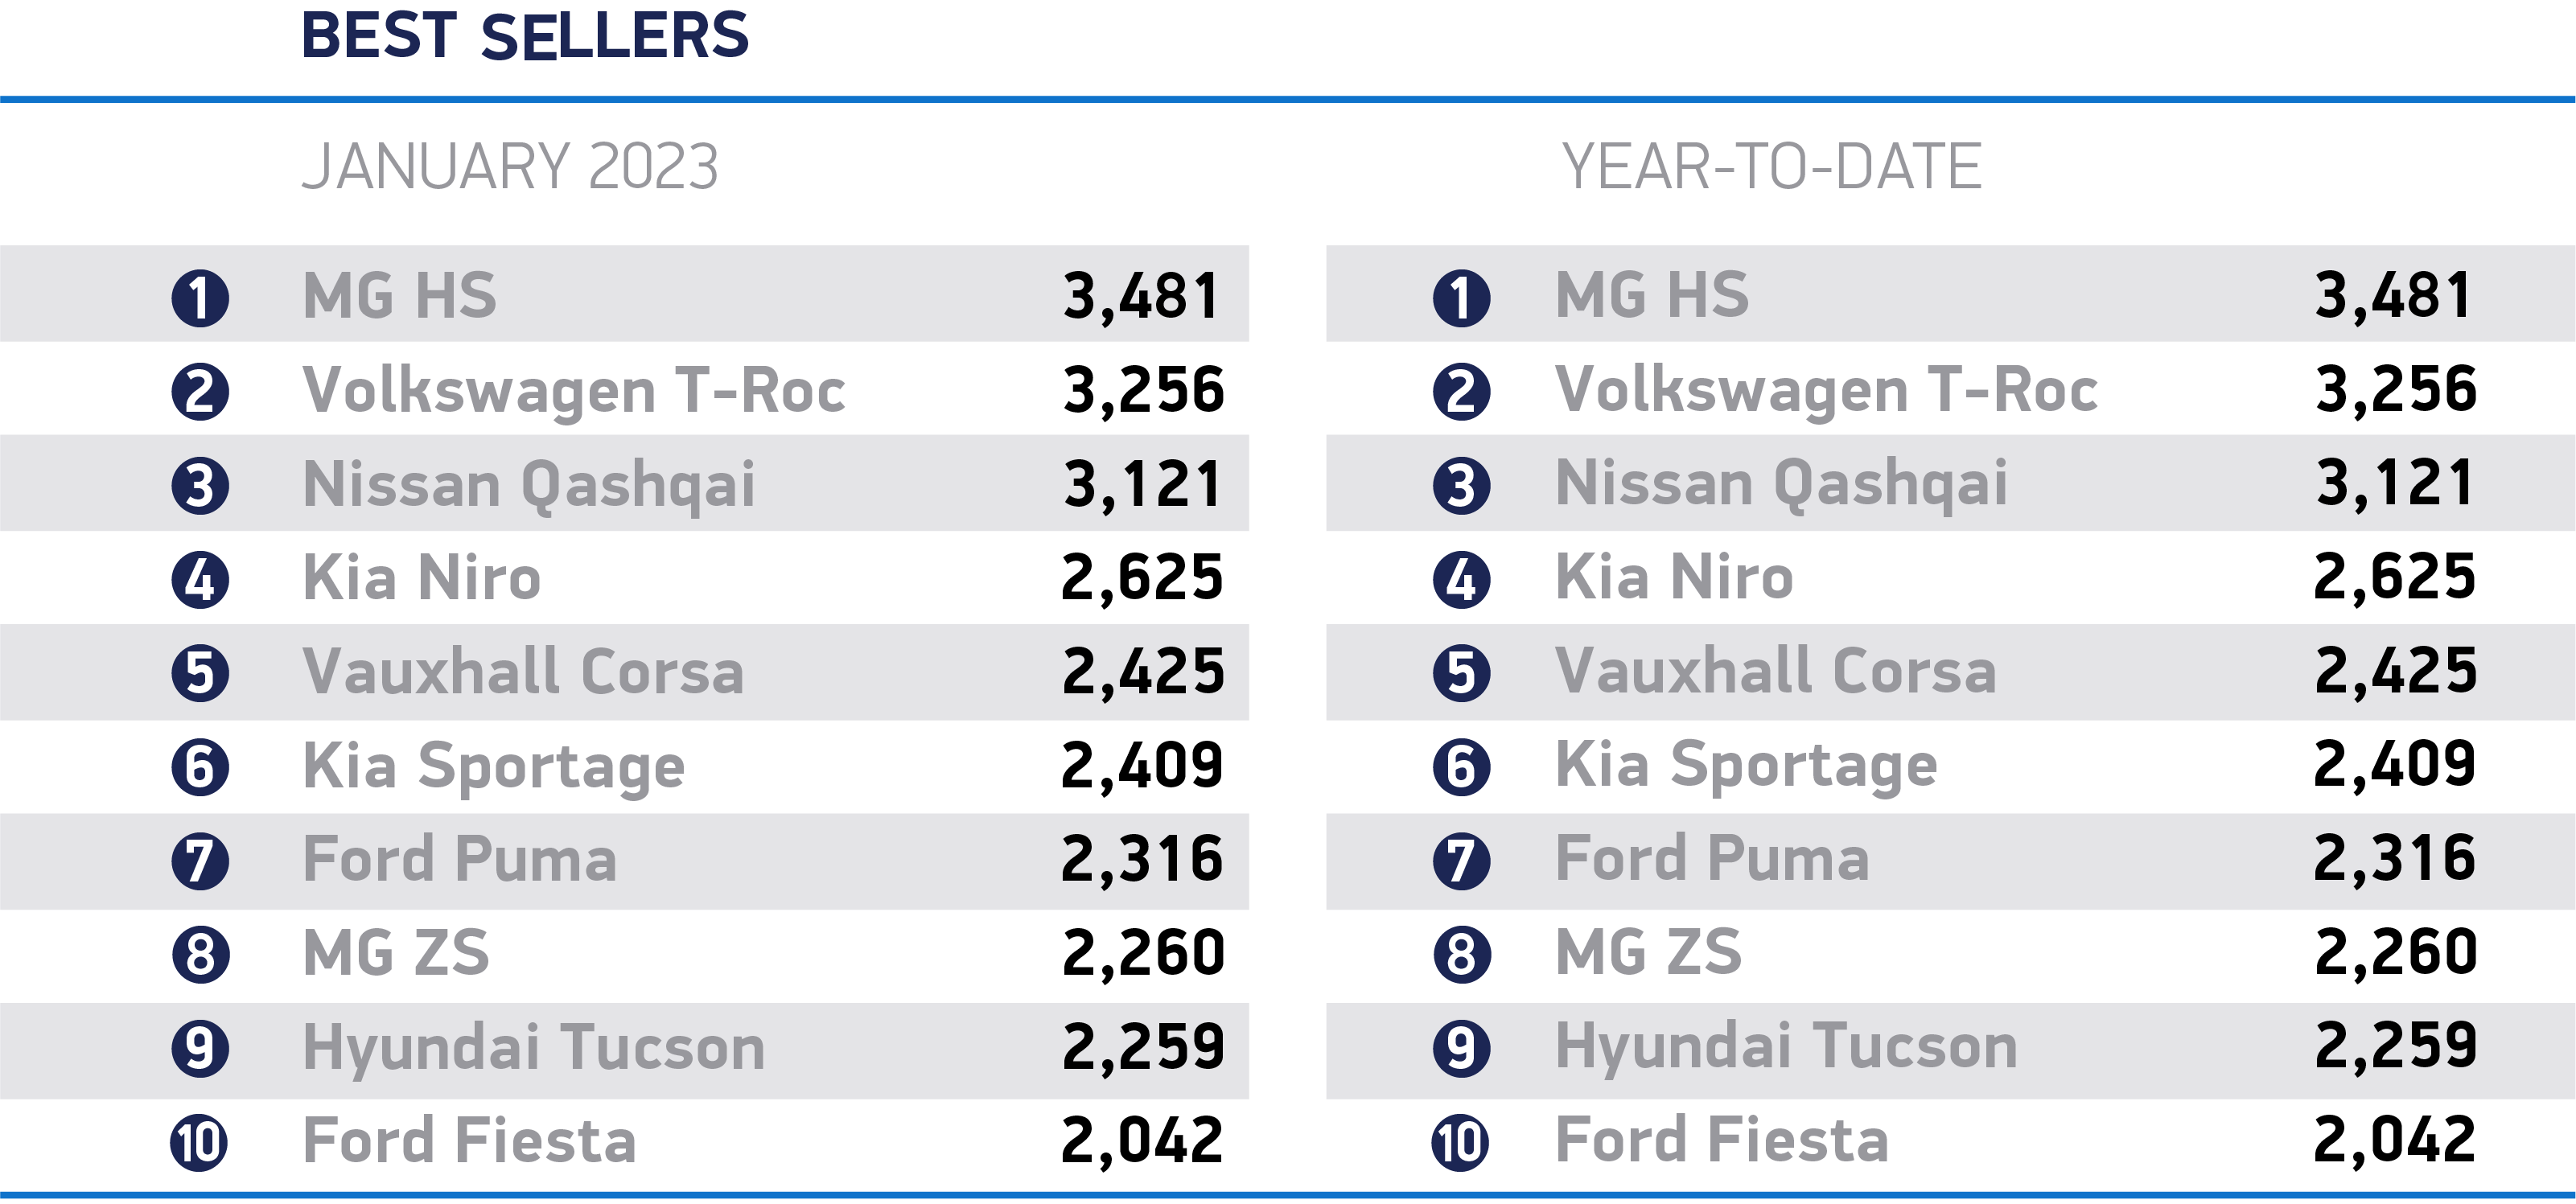 BEST SELLERS
JANUARY 2023
1 MG HS 3,481
2 Volkswagen T-Roc 3,256
3 Nissan Qashqai 3,121
4 Kia Niro 2,625
5 Vauxhall Corsa 2,425
6 Kia Sportage 2,409
7 Ford Puma 2,316
8 MG ZS 2,260
9 Hyundai Tucson 2,259
10 Ford Fiesta 2,042
YEAR-TO-DATE
1 MG HS 3,481
2 Volkswagen T-Roc 3,256
3 Nissan Qashqai 3,121
4 Kia Niro 2,625
5 Vauxhall Corsa 2,425
6 Kia Sportage 2,409
7 Ford Puma 2,316
8 MG ZS 2,260
9 Hyundai Tucson 2,259
10 Ford Fiesta 2,042